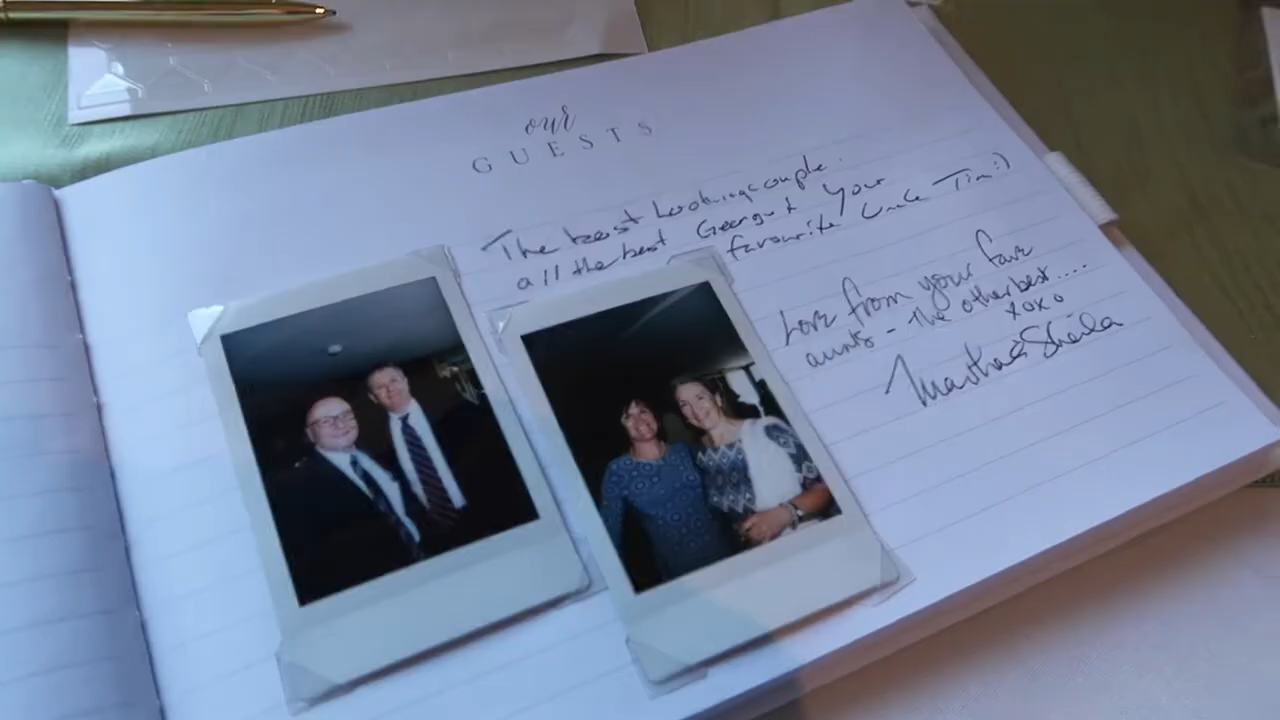 our
GUESTS
The best looking couple.
all the best George & Your
favourite Uncle Tim :)
Love from your fave
aunts - The other best....
xoxo
Martha & Sheila